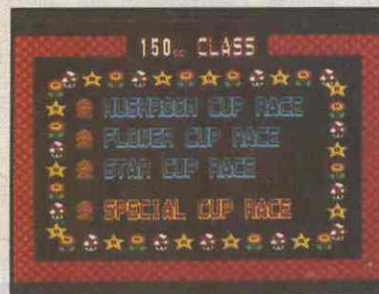 150cc CLASS
MUSHROOM CUP RACE
FLOWER CUP RACE
STAR CUP RACE
SPECIAL CUP RACE